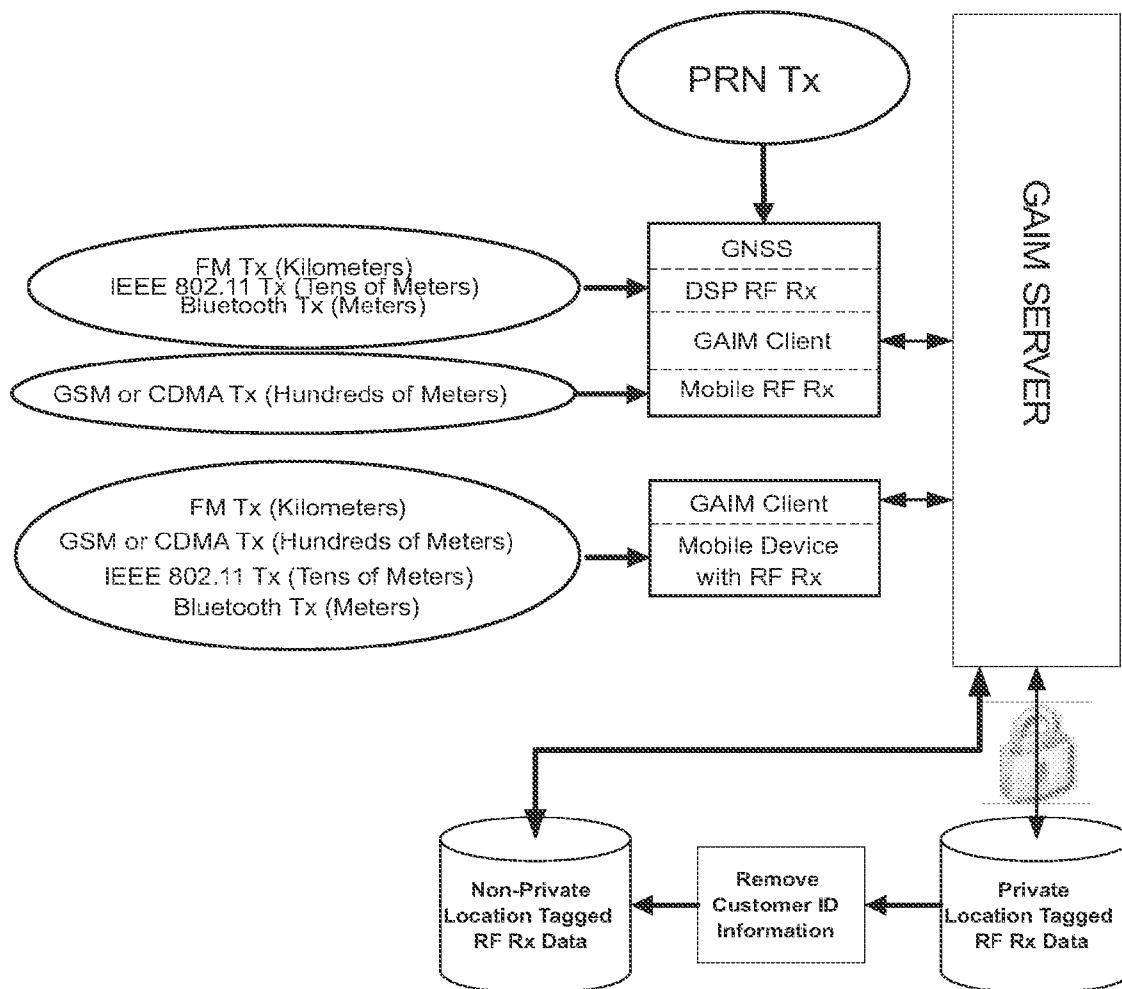 PRN Tx
GAIM SERVER
FM Tx (Kilometers)
IEEE 802.11 Tx (Tens of Meters)
Bluetooth Tx (Meters)
GNSS
DSP RF Rx
GAIM Client
Mobile RF Rx
GSM or CDMA Tx (Hundreds of Meters)
FM Tx (Kilometers)
GSM or CDMA Tx (Hundreds of Meters)
IEEE 802.11 Tx (Tens of Meters)
Bluetooth Tx (Meters)
GAIM Client
Mobile Device
with RF Rx
Non-Private
Location Tagged
RF Rx Data
Remove
Customer ID
Information
Private
Location Tagged
RF Rx Data